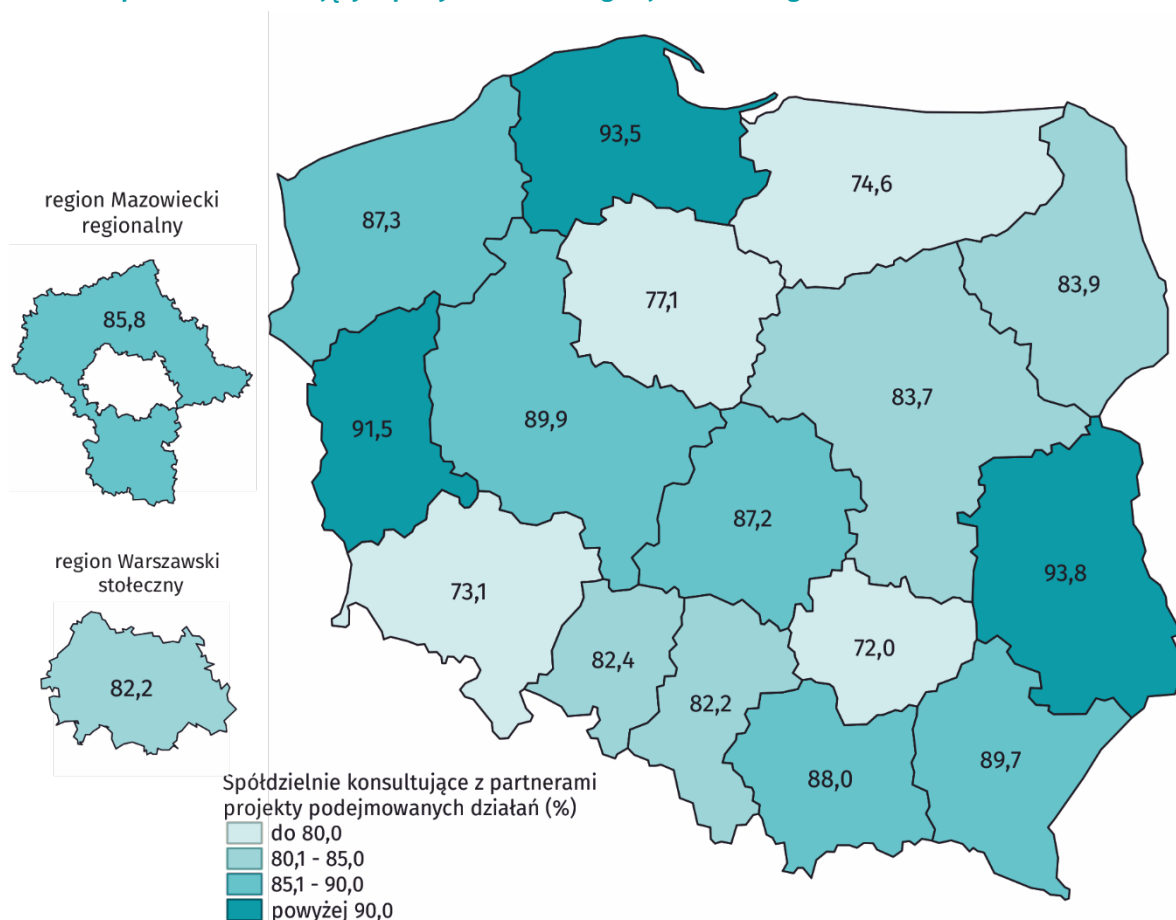 93,5
74,6
87,3
region Mazowiecki
regionalny
85,8
77,1
83,9
83,7
91,5
89,9
87,2
93,8
region Warszawski
stołeczny
73,1
72,0
82,4
82,2
82,2
88,0
89,7
Spółdzielnie konsultujące z partnerami
projekty podejmowanych działań (%)
do 80,0
80,1 - 85,0
85,1 - 90,0
powyżej 90,0